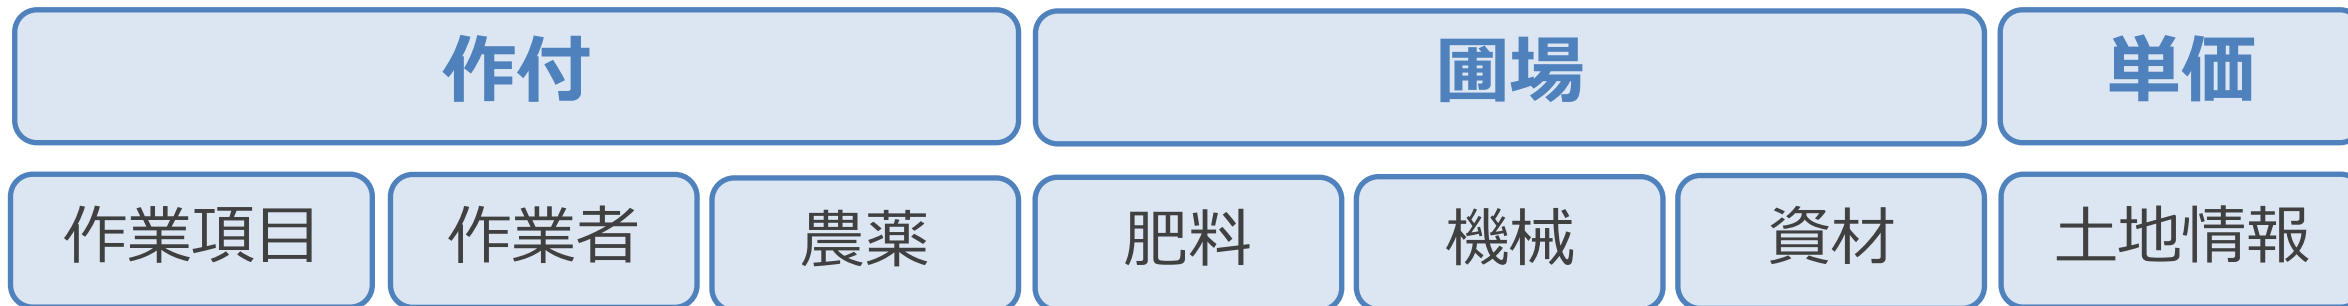 作付 圃場 単価
作業項目 作業者 農薬 肥料 機械 資材 土地情報